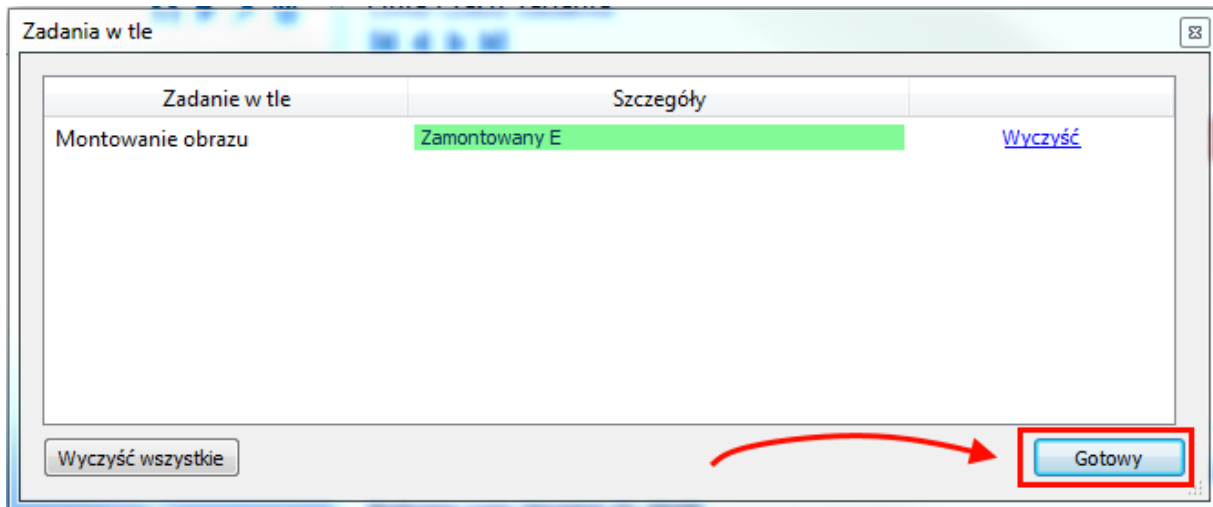 Zadania w tle
Zadanie w tle Szczegóły
Montowanie obrazu Zamontowany E Wyczyść
Wyczyść wszystkie Gotowy